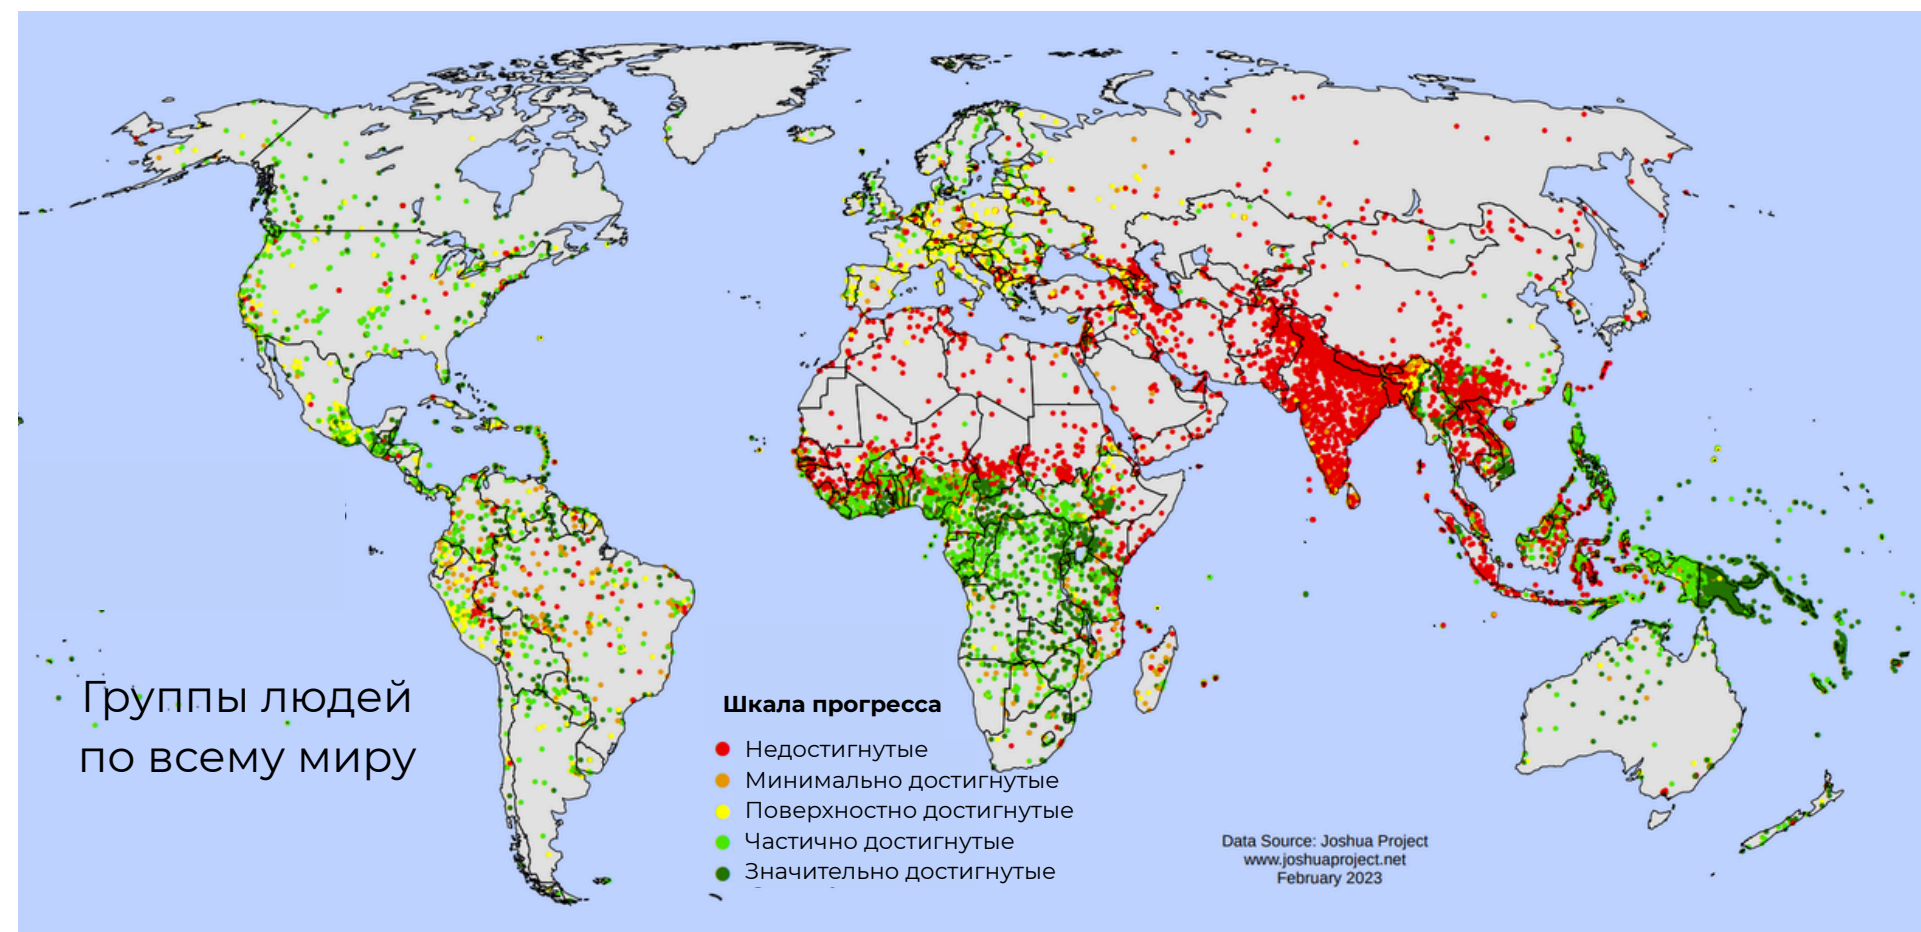 Группы людей
по всему миру
Шкала прогресса
Недостигнутые
Минимально достигнутые
Поверхностно достигнутые
Частично достигнутые
Значительно достигнутые
Data Source: Joshua Project
www.joshuaproject.net
February 2023